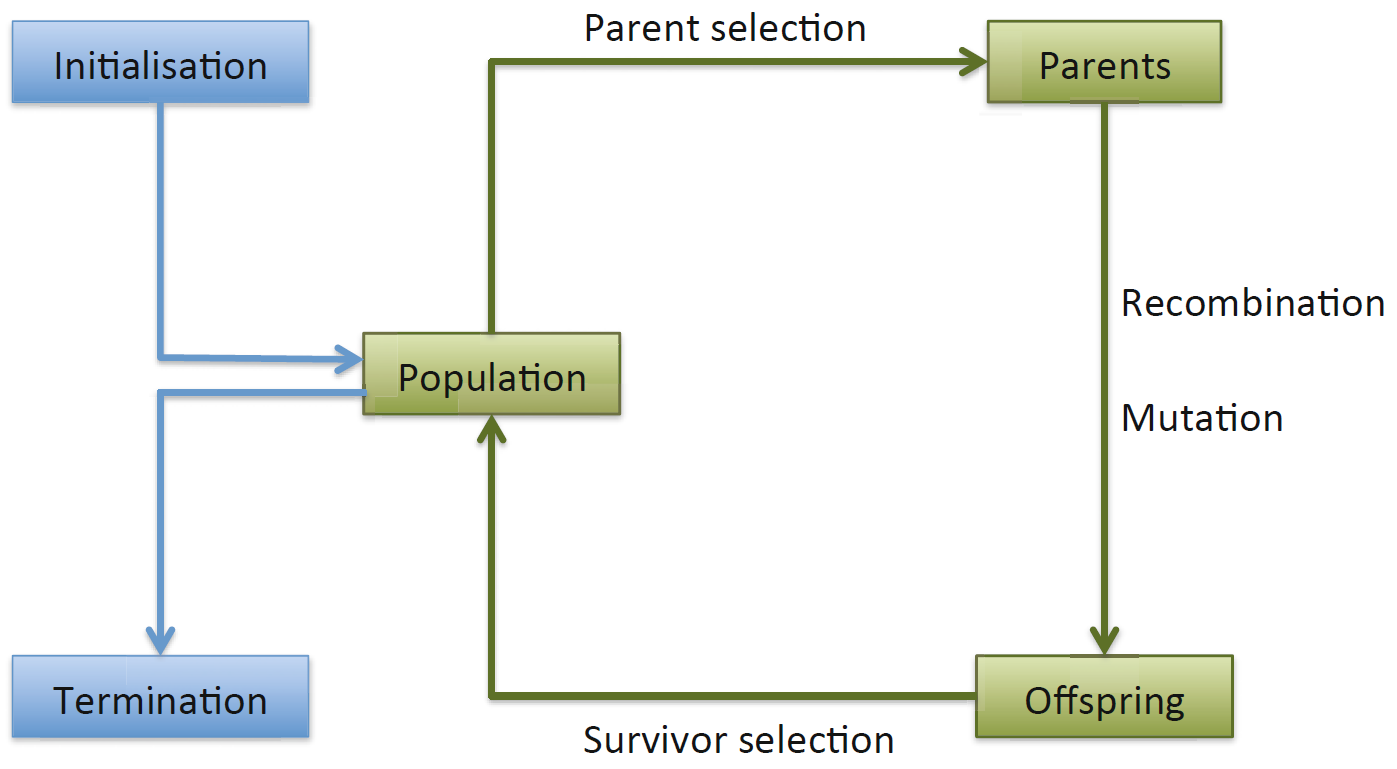 Parent selection
Initialisation
Parents
Recombination
Population
Mutation
Termination
Offspring
Survivor selection